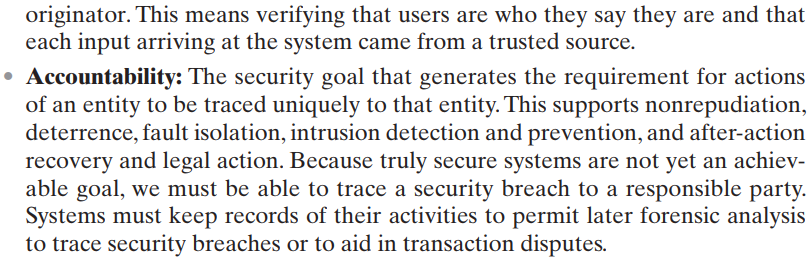 originator. This means verifying that users are who they say they are and that
each input arriving at the system came from a trusted source.
• Accountability: The security goal that generates the requirement for actions
of an entity to be traced uniquely to that entity. This supports nonrepudiation,
deterrence, fault isolation, intrusion detection and prevention, and after-action
recovery and legal action. Because truly secure systems are not yet an achiev-
able goal, we must be able to trace a security breach to a responsible party.
Systems must keep records of their activities to permit later forensic analysis
to trace security breaches or to aid in transaction disputes.